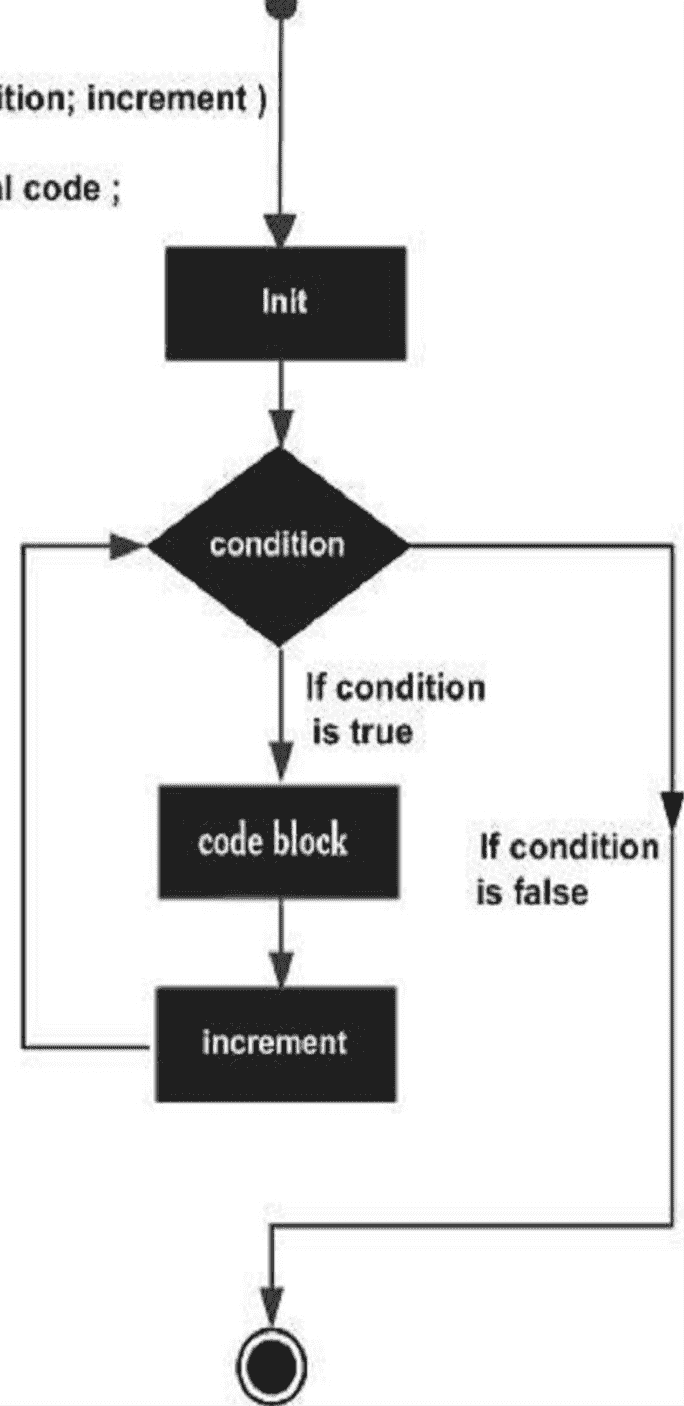 ition; increment )
l code ;
Init
condition
If condition
is true
code block
If condition
is false
increment